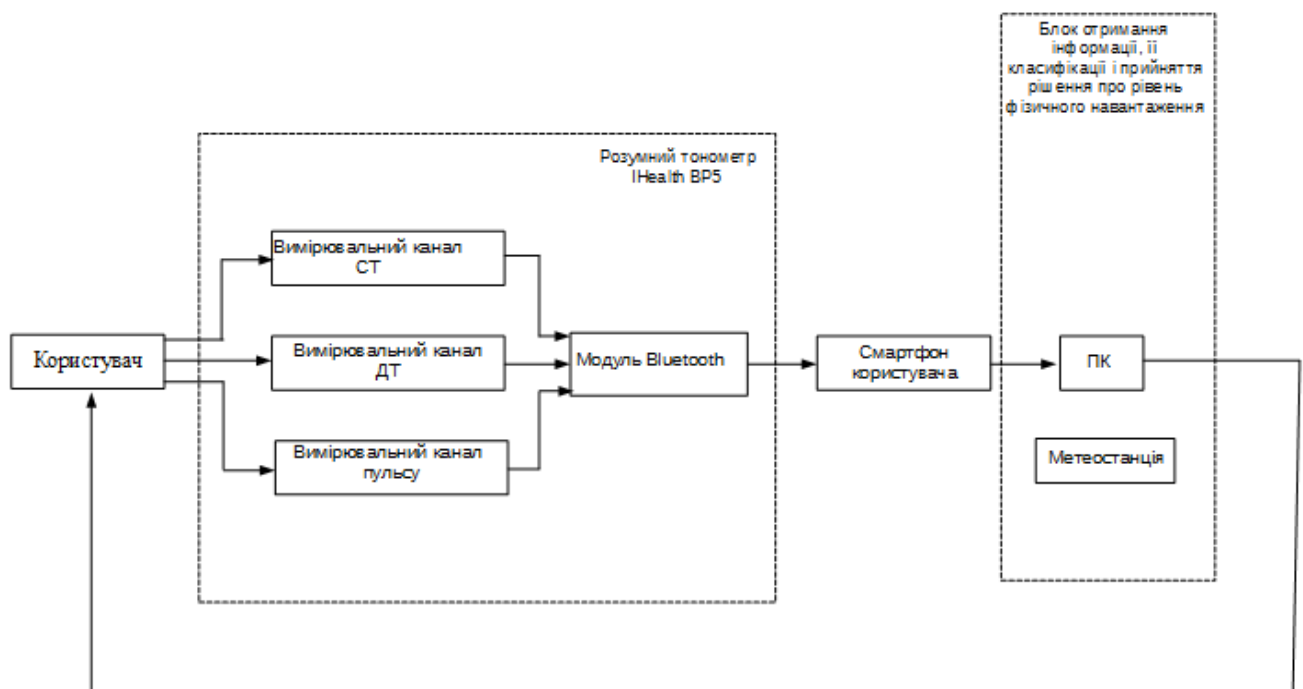 Блок отримання
інформації, її
класифікації і прийняття
рішення про рівень
фізичного навантаження
Розумний тонометр
IHealth BP5
Вимірювальний канал
СТ
Користувач
Вимірювальний канал
ДТ
Модуль Bluetooth
Смартфон
користувача
ПК
Вимірювальний канал
пульсу
Метеостанція